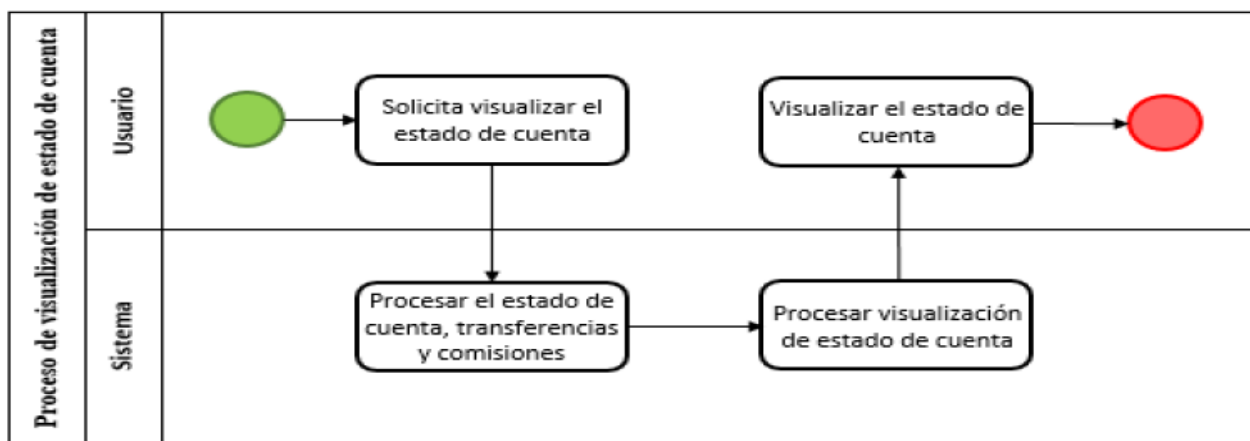 Proceso de visualización de estado de cuenta
Usuario
Solicita visualizar el
estado de cuenta
Visualizar el estado de
cuenta
Sistema
Procesar el estado de
cuenta, transferencias
y comisiones
Procesar visualización
de estado de cuenta